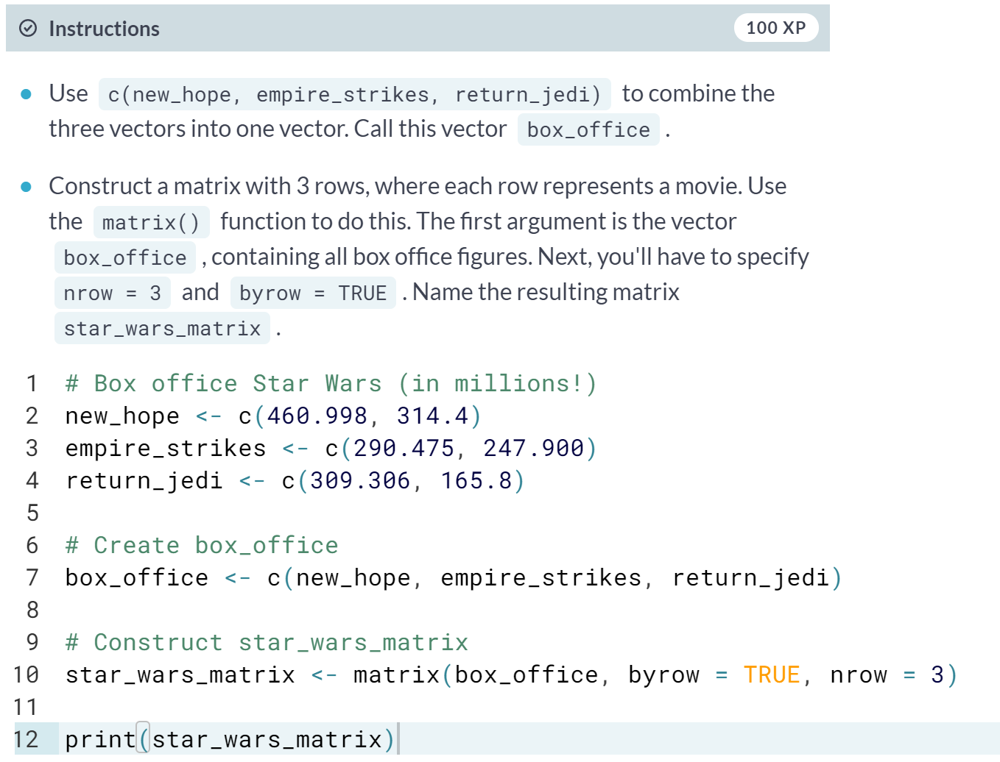 Instructions
100 XP
Use c(new_hope, empire_strikes, return_jedi) to combine the
three vectors into one vector. Call this vector box_office .
Construct a matrix with 3 rows, where each row represents a movie. Use
the matrix() function to do this. The first argument is the vector
box_office , containing all box office figures. Next, you'll have to specify
nrow = 3 and byrow = TRUE . Name the resulting matrix
star_wars_matrix .
1 # Box office Star Wars (in millions!)
2 new_hope <- c(460.998, 314.4)
3 empire_strikes <- c(290.475, 247.900)
4 return_jedi <- c(309.306, 165.8)
5
6 # Create box_office
7 box_office <- c(new_hope, empire_strikes, return_jedi)
8
9 # Construct star_wars_matrix
10 star_wars_matrix <- matrix(box_office, byrow = TRUE, nrow = 3)
11
12 print(star_wars_matrix)